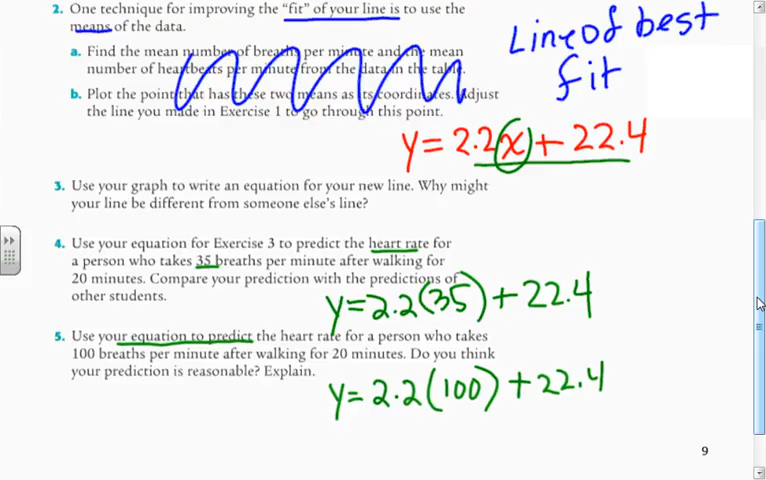 2. One technique for improving the "fit" of your line is to use the
means of the data.
a. Find the mean number of breaths per minute and the mean
number of heartbeats per minute from the data in the table.
b. Plot the point that has these two means as its coordinates. Adjust
the line you made in Exercise 1 to go through this point.
Line of best
fit
y = 2.2x + 22.4
3. Use your graph to write an equation for your new line. Why might
your line be different from someone else's line?
4. Use your equation for Exercise 3 to predict the heart rate for
a person who takes 35 breaths per minute after walking for
20 minutes. Compare your prediction with the predictions of
other students.
y = 2.2(35) + 22.4
5. Use your equation to predict the heart rate for a person who takes
100 breaths per minute after walking for 20 minutes. Do you think
your prediction is reasonable? Explain.
y = 2.2(100) + 22.4
9